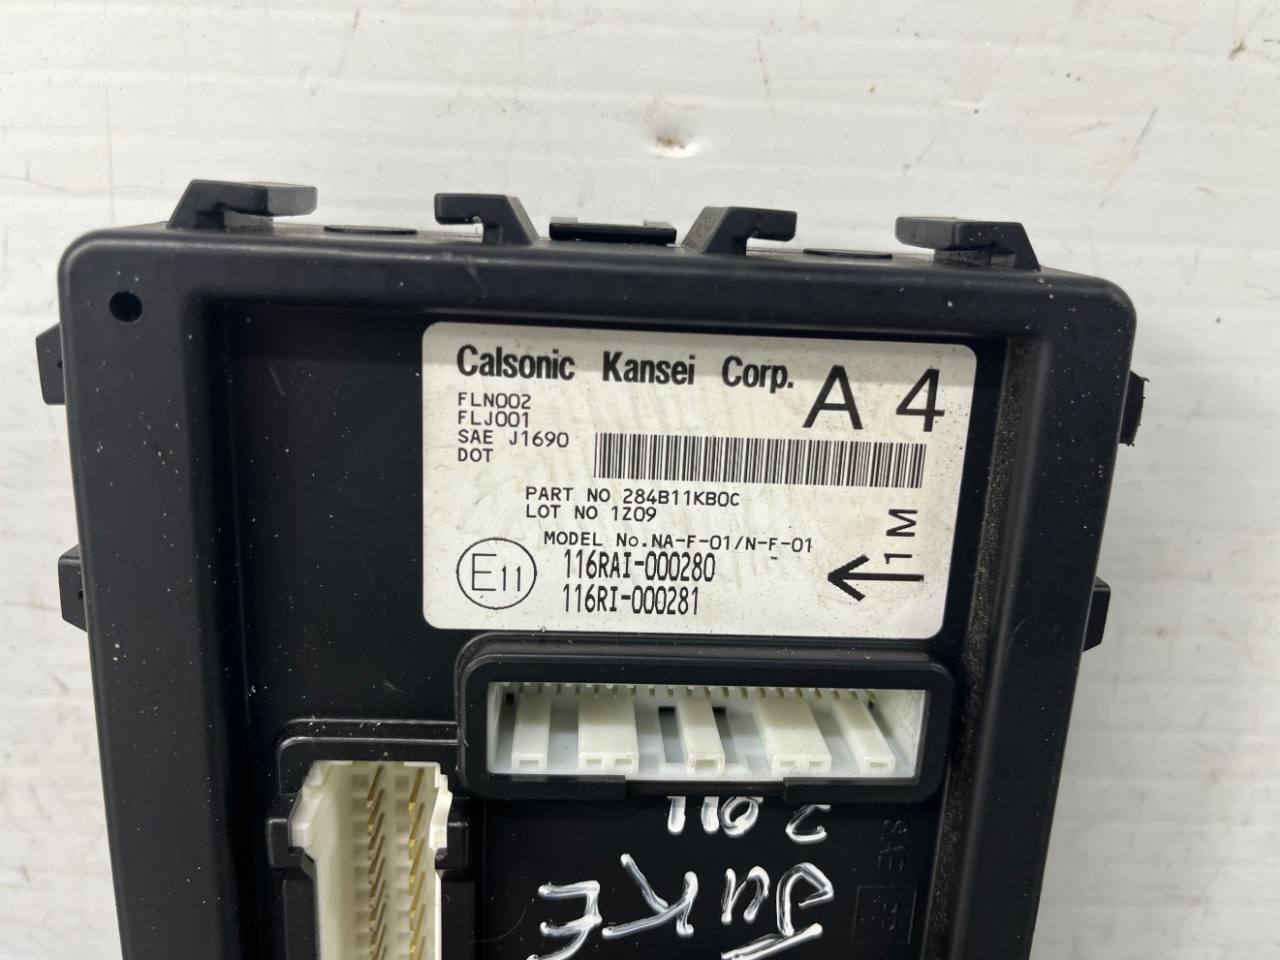 Calsonic Kansei Corp. A 4
FLN002
FLJ001
SAE J1690
DOT
PART NO 284B11KB0C
LOT NO 1Z09
MODEL No.NA-F-01/N-F-01
E11
116RAI-000280
116RI-000281
1M
2011
JUKE
SAE